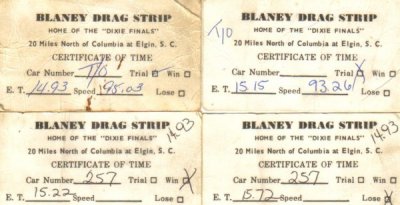 BLANEY DRAG STRIP
HOME OF THE "DIXIE FINALS"
20 Miles North of Columbia at Elgin, S. C.
CERTIFICATE OF TIME
Car Number T/O Trial Win
E. T. 14.93 Speed 95.03 Lose
BLANEY DRAG STRIP
HOME OF THE "DIXIE FINALS"
T/O
20 Miles North of Columbia at Elgin, S. C.
CERTIFICATE OF TIME
Car Number Trial X Win
E. T. 15.15 Speed 93.26 Lose
BLANEY DRAG STRIP
14.93
HOME OF THE "DIXIE FINALS"
20 Miles North of Columbia at Elgin, S. C.
CERTIFICATE OF TIME
Car Number 257 Trial Win X
E. T. 15.22 Speed Lose
BLANEY DRAG STRIP
14.93
HOME OF THE "DIXIE FINALS"
20 Miles North of Columbia at Elgin, S. C.
CERTIFICATE OF TIME
Car Number 257 Trial Win X
E. T. 15.72 Speed Lose